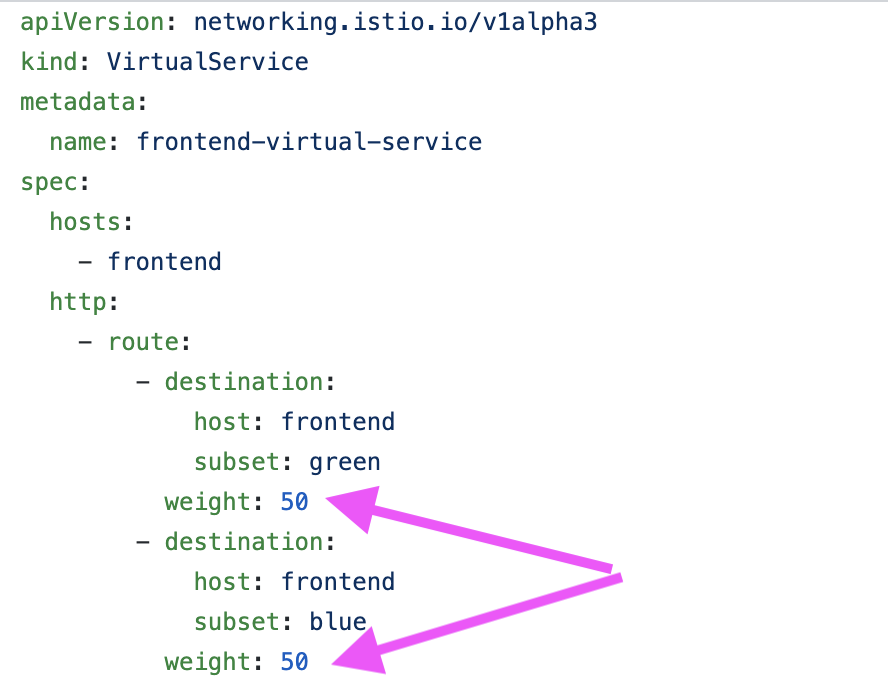 apiVersion: networking.istio.io/v1alpha3
kind: VirtualService
metadata:
  name: frontend-virtual-service
spec:
  hosts:
    - frontend
  http:
    - route:
        - destination:
            host: frontend
            subset: green
          weight: 50
        - destination:
            host: frontend
            subset: blue
          weight: 50